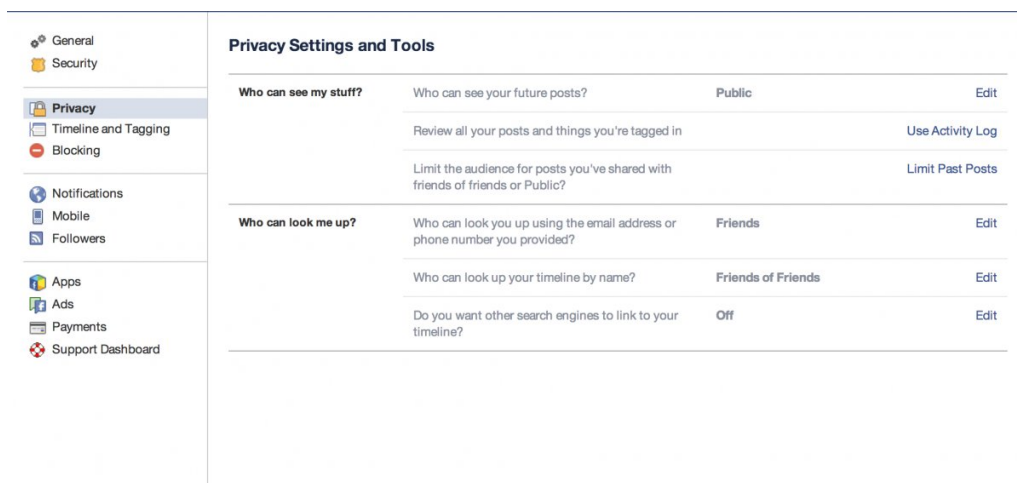 General
Security
Privacy
Timeline and Tagging
Blocking
Notifications
Mobile
Followers
Apps
Ads
Payments
Support Dashboard
Privacy Settings and Tools
Who can see my stuff?
Who can see your future posts?
Public
Edit
Review all your posts and things you're tagged in
Use Activity Log
Limit the audience for posts you've shared with
friends of friends or Public?
Limit Past Posts
Who can look me up?
Who can look you up using the email address or
phone number you provided?
Friends
Edit
Who can look up your timeline by name?
Friends of Friends
Edit
Do you want other search engines to link to your
timeline?
Off
Edit